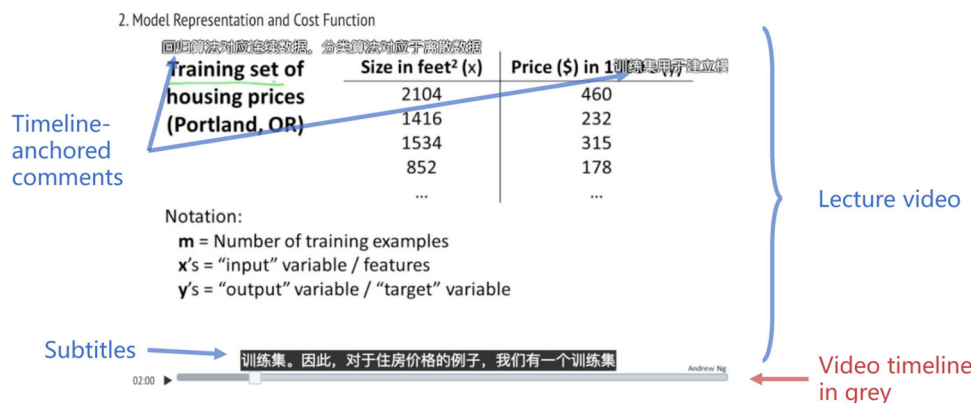 2. Model Representation and Cost Function
回归算法对应连续数据。分类算法对应于离散数据
Training set of
housing prices
(Portland, OR)
Size in feet² (x) Price ($) in 1
训练集用于建立模
2104 460
1416 232
1534 315
852 178
... ...
Notation:
m = Number of training examples
x's = “input” variable / features
y's = “output” variable / “target” variable
训练集。因此，对于住房价格的例子，我们有一个训练集
Andrew Ng
02:00
Timeline-
anchored
comments
Subtitles
Lecture video
Video timeline
in grey